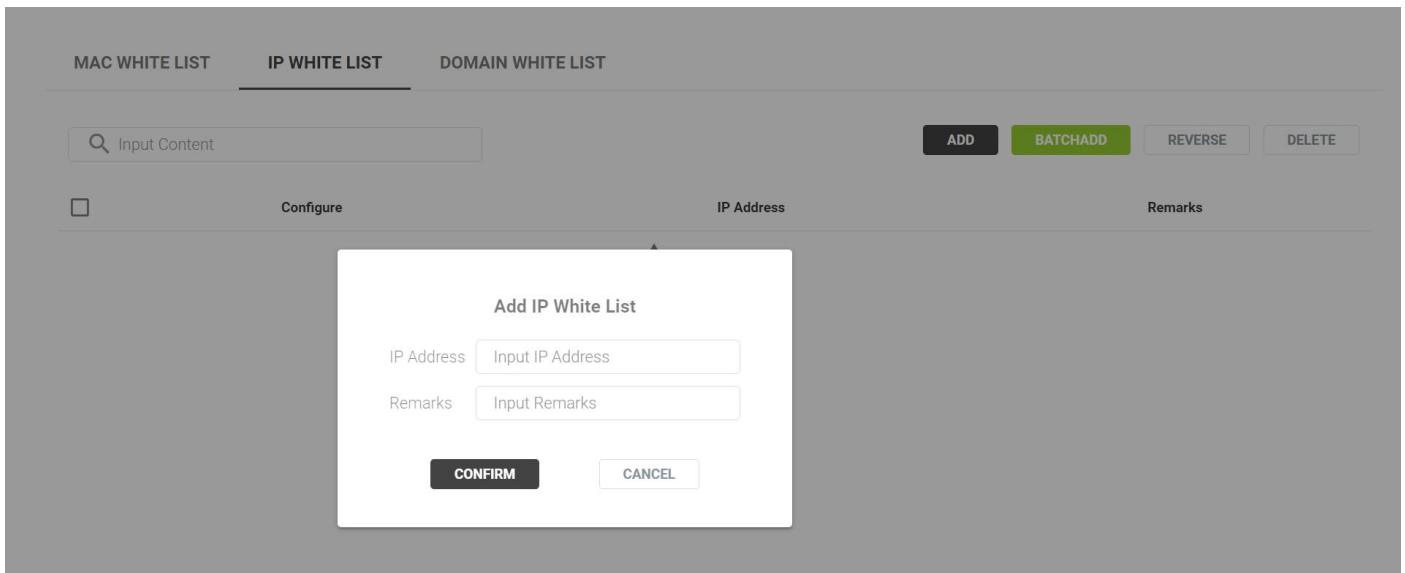 MAC WHITE LIST IP WHITE LIST DOMAIN WHITE LIST
Input Content ADD BATCHADD REVERSE DELETE
Configure IP Address Remarks
Add IP White List
IP Address Input IP Address
Remarks Input Remarks
CONFIRM CANCEL